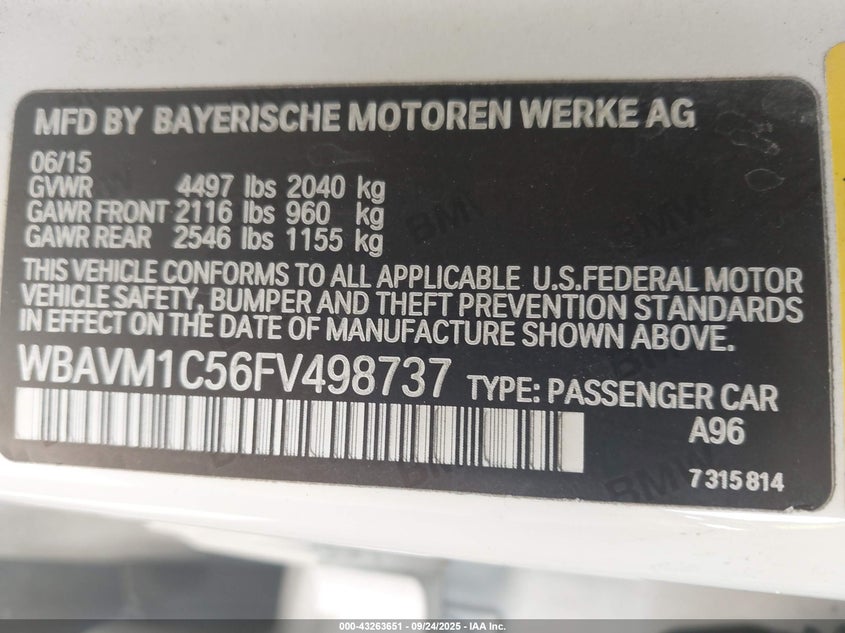 MFD BY BAYERISCHE MOTOREN WERKE AG
06/15
GVWR 4497 lbs 2040 kg
GAWR FRONT 2116 lbs 960 kg
GAWR REAR 2546 lbs 1155 kg
THIS VEHICLE CONFORMS TO ALL APPLICABLE U.S.FEDERAL MOTOR
VEHICLE SAFETY, BUMPER AND THEFT PREVENTION STANDARDS
IN EFFECT ON THE DATE OF MANUFACTURE SHOWN ABOVE.
WBAVM1C56FV498737 TYPE: PASSENGER CAR
A96
7 315 814
000-43263651 - 09/24/2025 - IAA Inc.